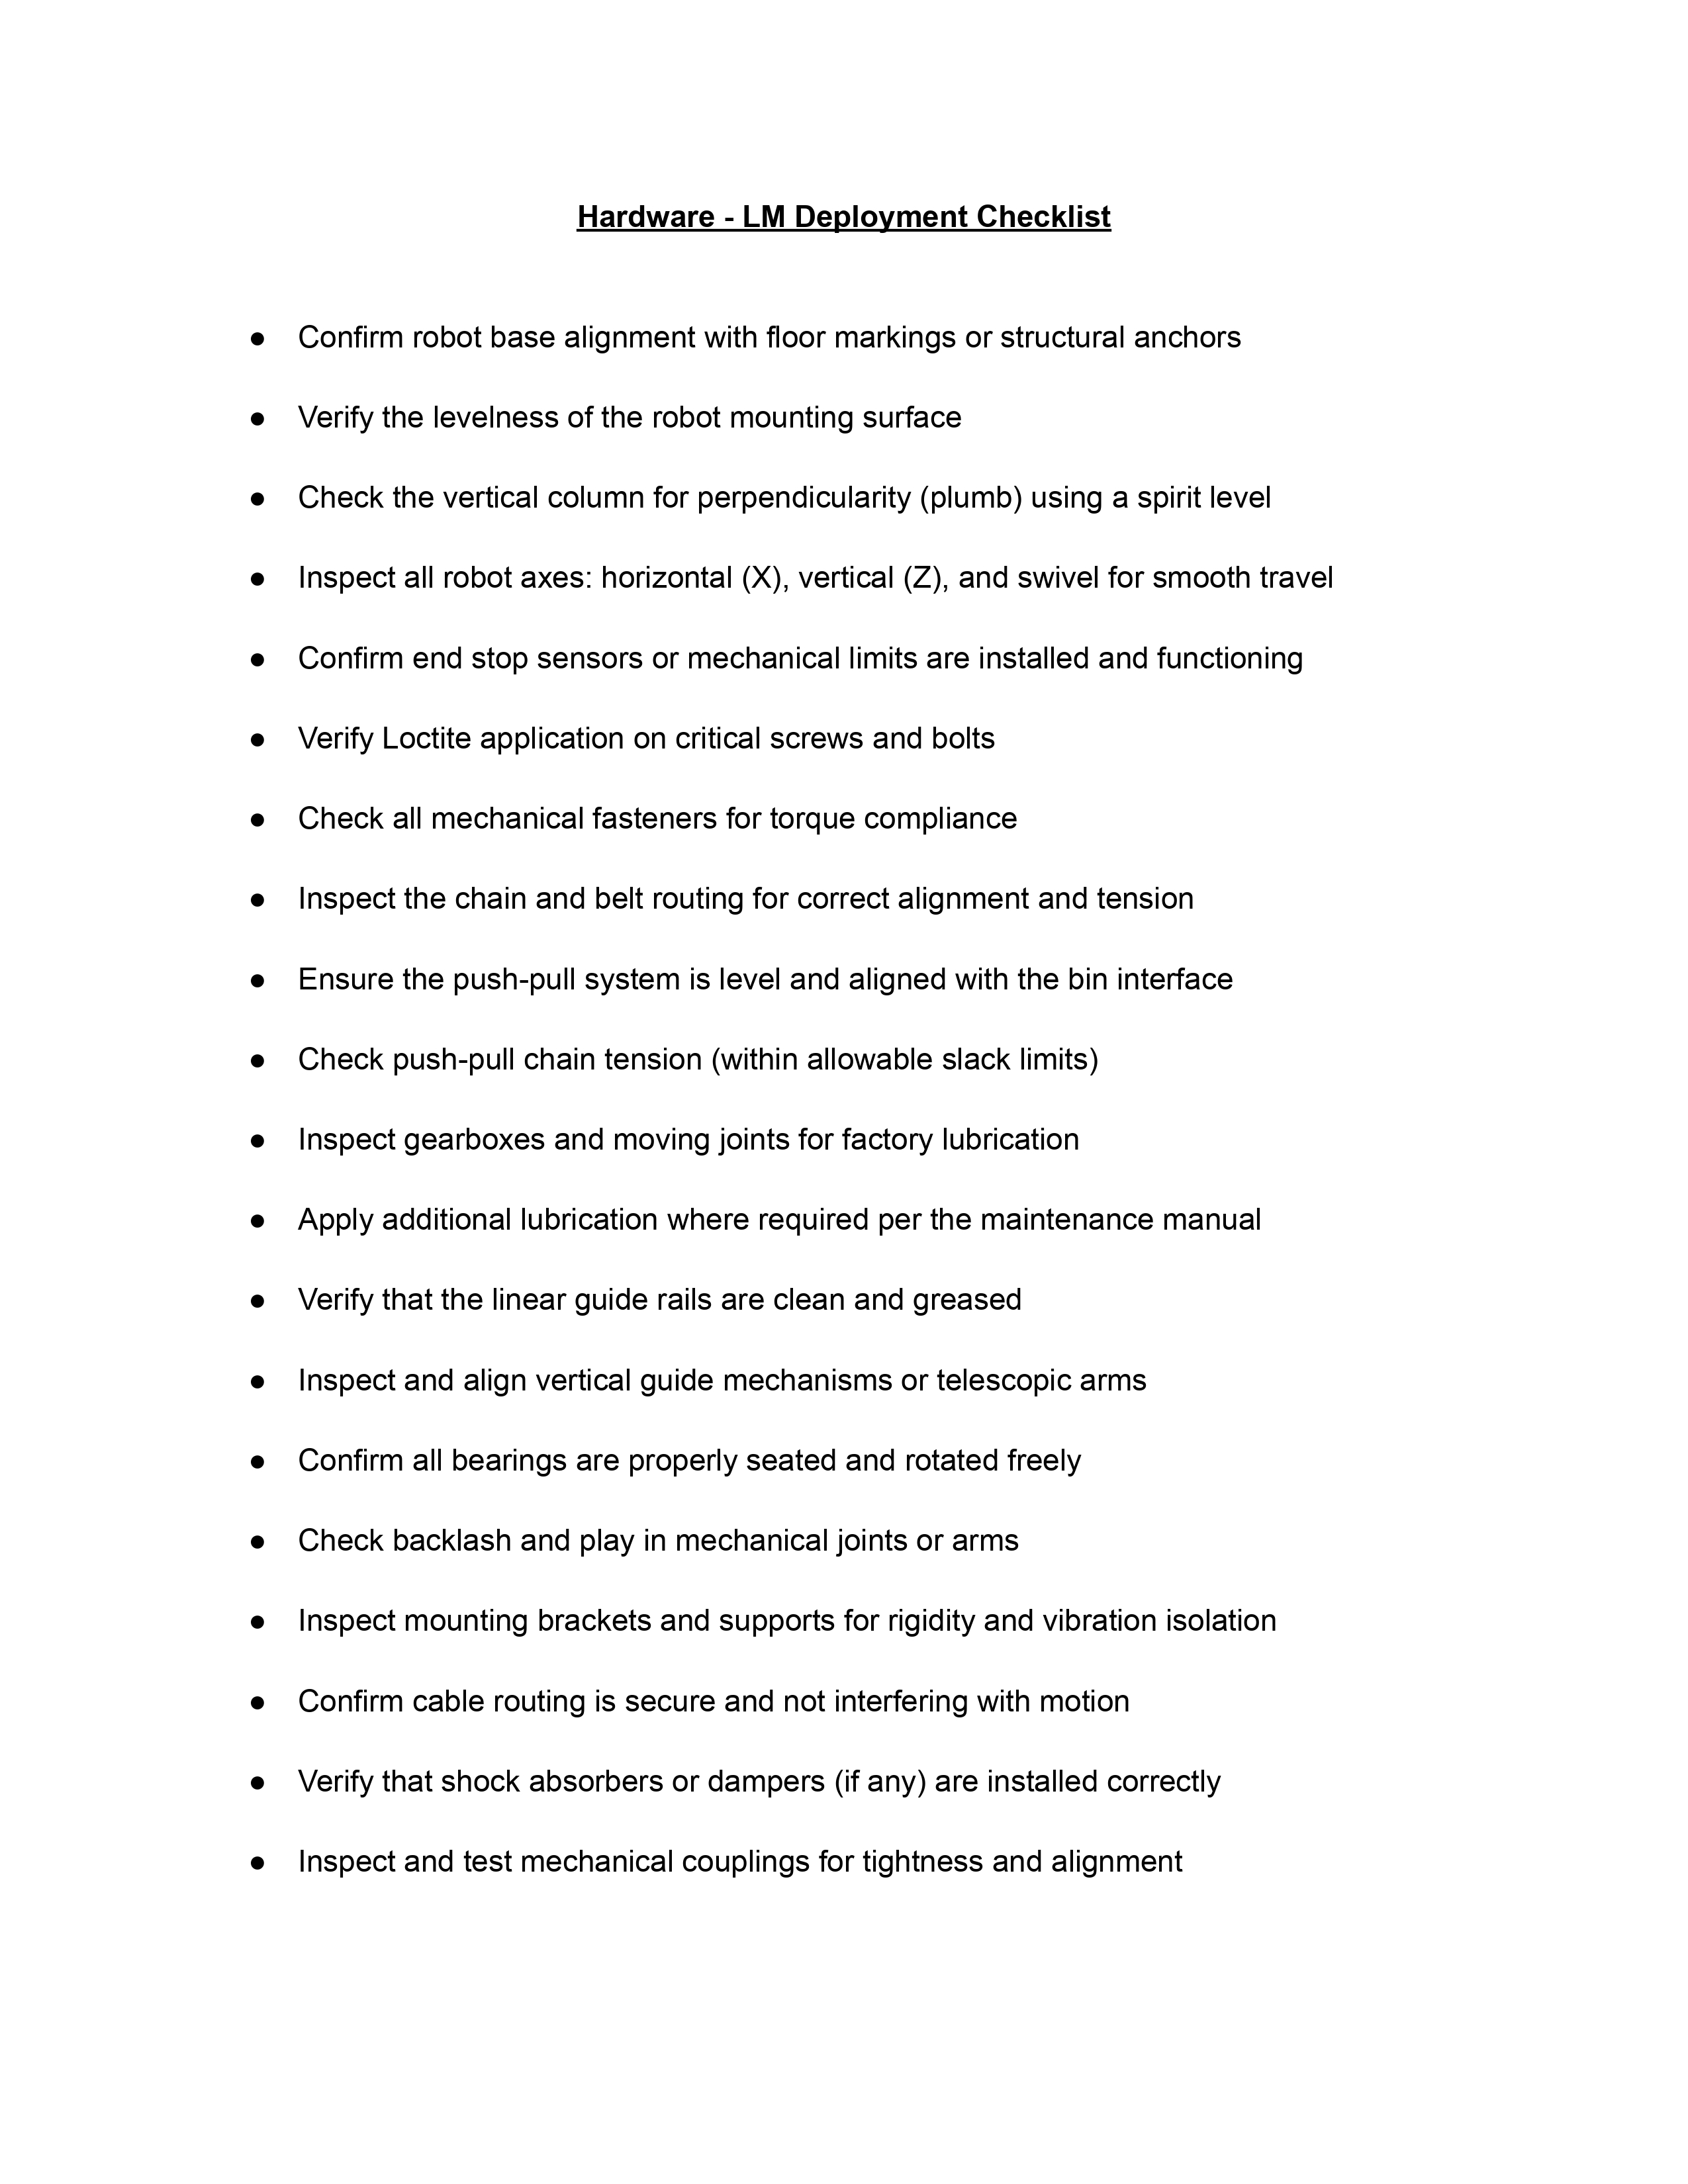 Hardware - LM Deployment Checklist
● Confirm robot base alignment with floor markings or structural anchors
● Verify the levelness of the robot mounting surface
● Check the vertical column for perpendicularity (plumb) using a spirit level
● Inspect all robot axes: horizontal (X), vertical (Z), and swivel for smooth travel
● Confirm end stop sensors or mechanical limits are installed and functioning
● Verify Loctite application on critical screws and bolts
● Check all mechanical fasteners for torque compliance
● Inspect the chain and belt routing for correct alignment and tension
● Ensure the push-pull system is level and aligned with the bin interface
● Check push-pull chain tension (within allowable slack limits)
● Inspect gearboxes and moving joints for factory lubrication
● Apply additional lubrication where required per the maintenance manual
● Verify that the linear guide rails are clean and greased
● Inspect and align vertical guide mechanisms or telescopic arms
● Confirm all bearings are properly seated and rotated freely
● Check backlash and play in mechanical joints or arms
● Inspect mounting brackets and supports for rigidity and vibration isolation
● Confirm cable routing is secure and not interfering with motion
● Verify that shock absorbers or dampers (if any) are installed correctly
● Inspect and test mechanical couplings for tightness and alignment